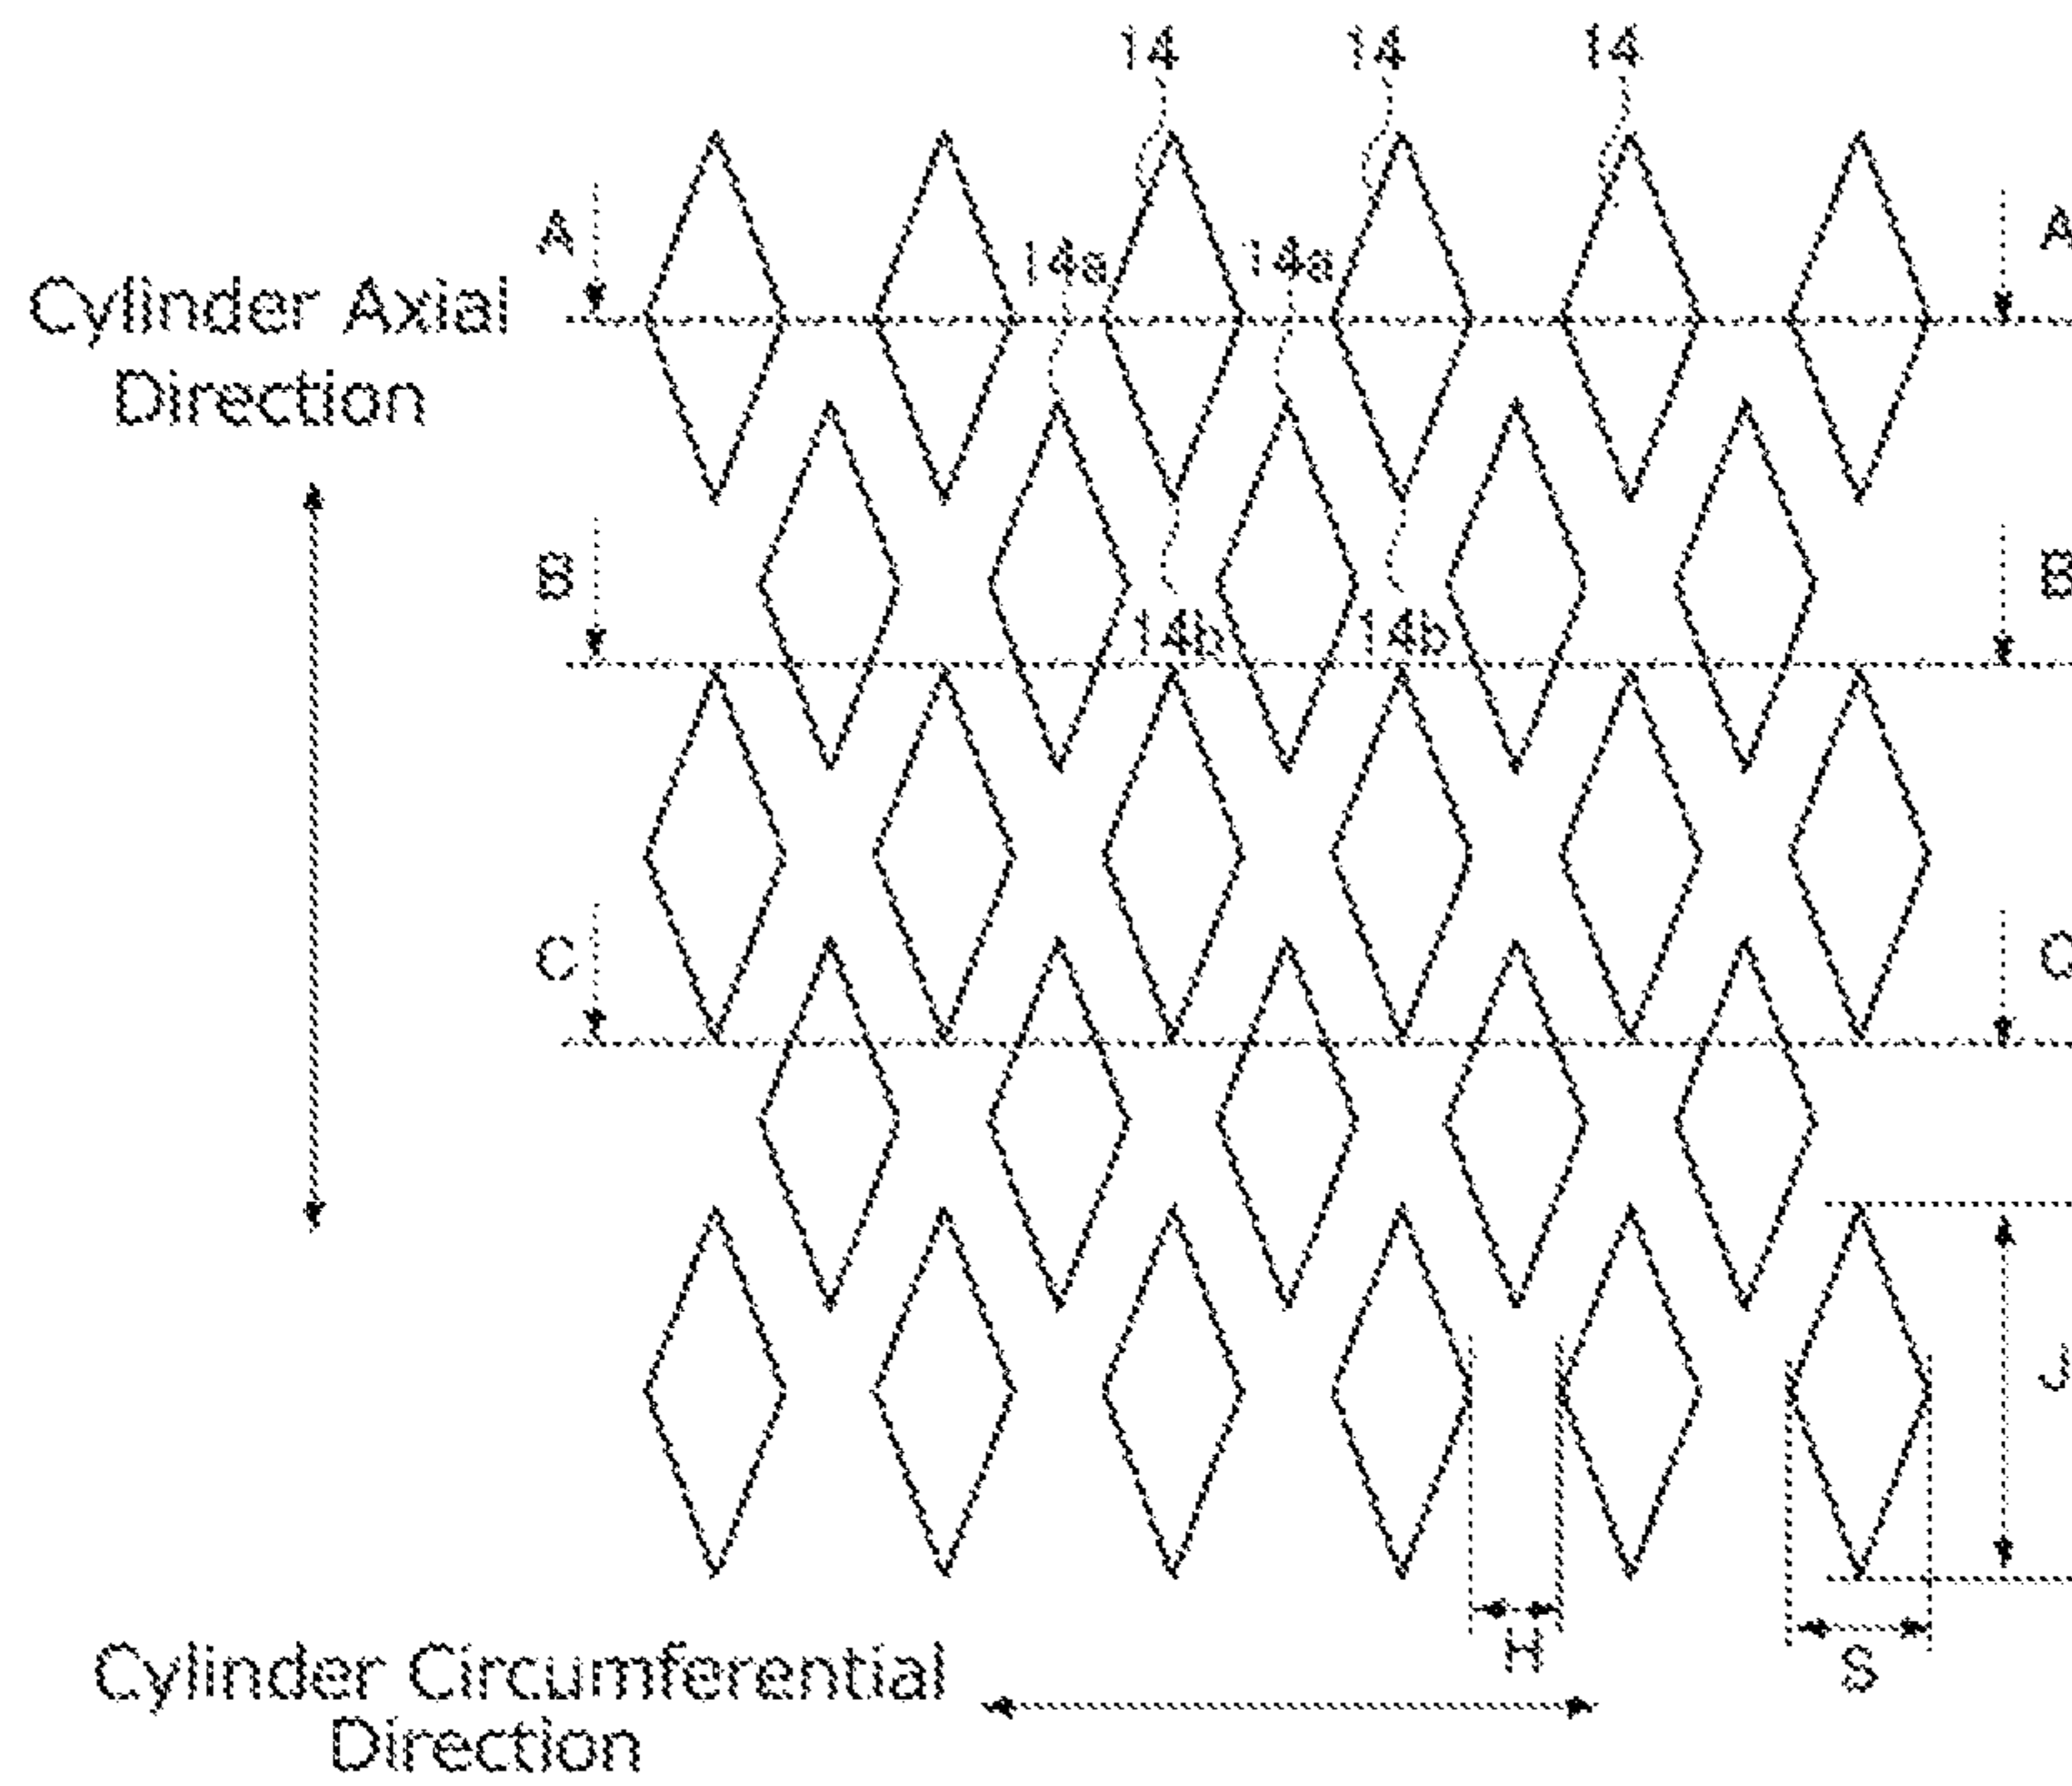 14 14 14
A A
14a 14a
Cylinder Axial
Direction
B B
14b 14b
C C
J
H
S
Cylinder Circumferential
Direction